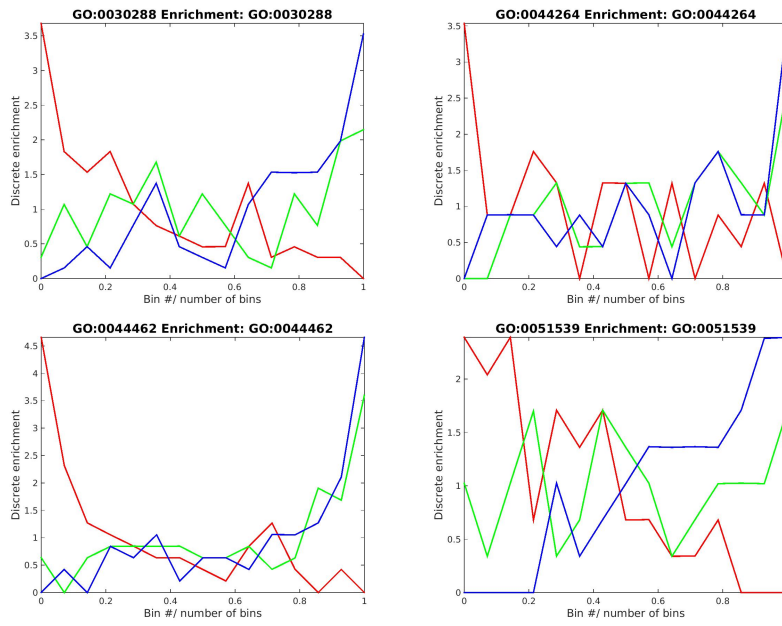 GO:0030288 Enrichment: GO:0030288
Discrete enrichment
3.5
3
2.5
2
1.5
1
0.5
0
0 0.2 0.4 0.6 0.8 1
Bin #/ number of bins
GO:0044264 Enrichment: GO:0044264
Discrete enrichment
3.5
3
2.5
2
1.5
1
0.5
0
0 0.2 0.4 0.6 0.8
Bin #/ number of bins
GO:0044462 Enrichment: GO:0044462
Discrete enrichment
4.5
4
3.5
3
2.5
2
1.5
1
0.5
0
0 0.2 0.4 0.6 0.8 1
Bin #/ number of bins
GO:0051539 Enrichment: GO:0051539
Discrete enrichment
2
1.5
1
0.5
0
0 0.2 0.4 0.6 0.8
Bin #/ number of bins